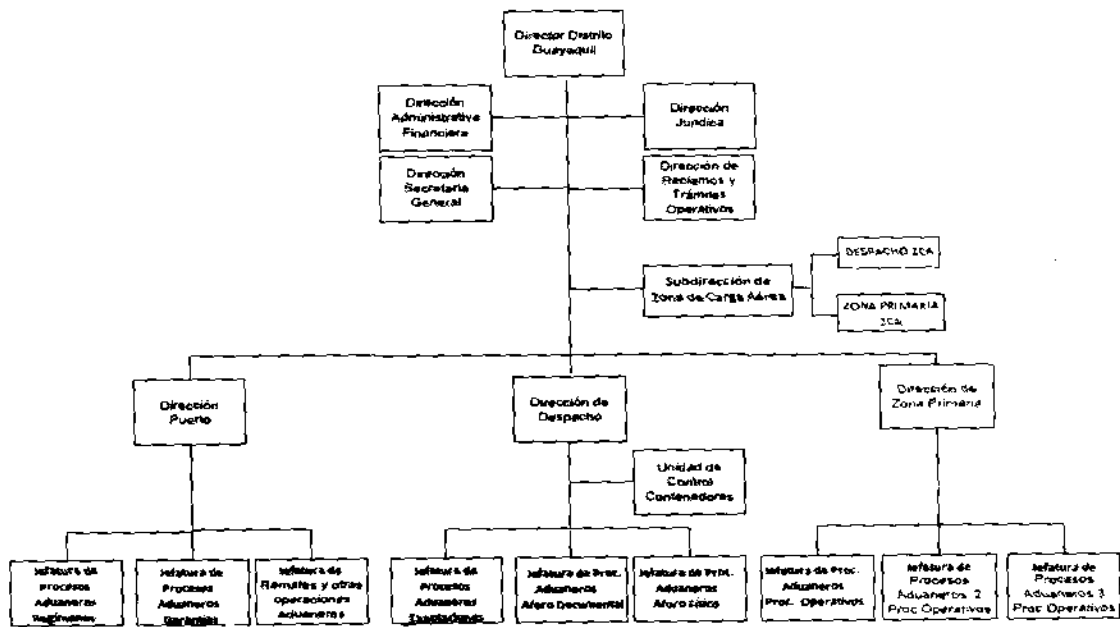 Director Distrito
Guayaquil
Dirección
Administrativa
Financiera
Dirección
Jurídica
Dirección
Secretaría
General
Dirección de
Reclamos y
Trámites
Operativos
Subdirección de
Zona de Carga Aérea
DESPACHO ZCA
ZONA PRIMARIA
ZCA
Dirección
Puerto
Dirección de
Despacho
Dirección de
Zona Primaria
Unidad de
Control
Contenedores
Jefatura de
Procesos
Aduaneros
Regímenes
Jefatura de
Procesos
Aduaneros
Garantías
Jefatura de
Remates y otras
operaciones
Aduaneras
Jefatura de
Procesos
Aduaneros
Exportaciones
Jefatura de Proc.
Aduaneros
Aforo Documental
Jefatura de Proc.
Aduaneros
Aforo Físico
Jefatura de Proc.
Aduaneros
Proc. Operativos
Jefatura de
Procesos
Aduaneros 2
Proc Operativos
Jefatura de
Procesos
Aduaneros 3
Proc Operativos